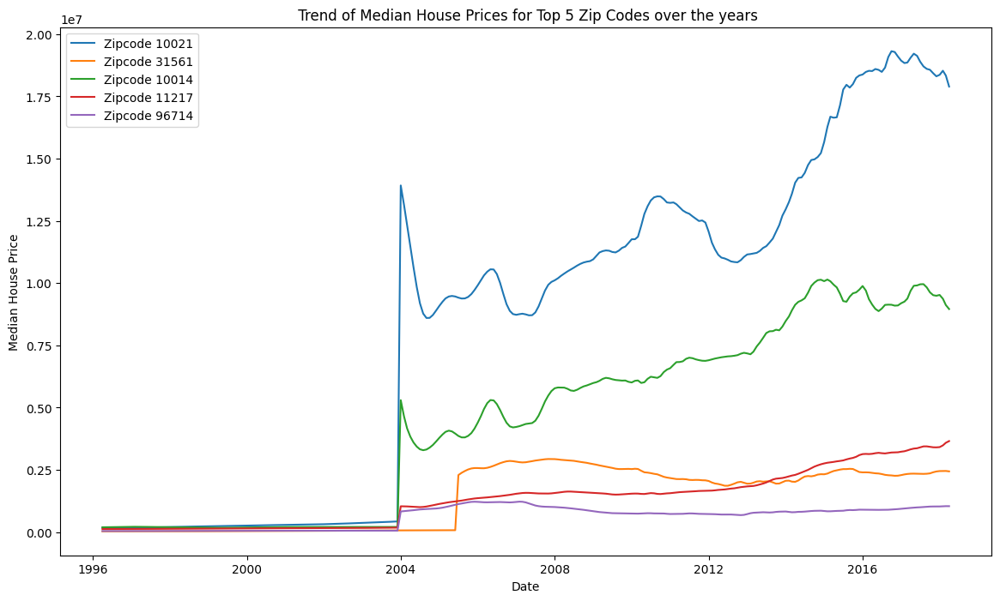 Trend of Median House Prices for Top 5 Zip Codes over the years
1e7
Zipcode 10021
Zipcode 31561
Zipcode 10014
Zipcode 11217
Zipcode 96714
2.00
1.75
1.50
1.25
1.00
0.75
0.50
0.25
0.00
Median House Price
1996 2000 2004 2008 2012 2016
Date